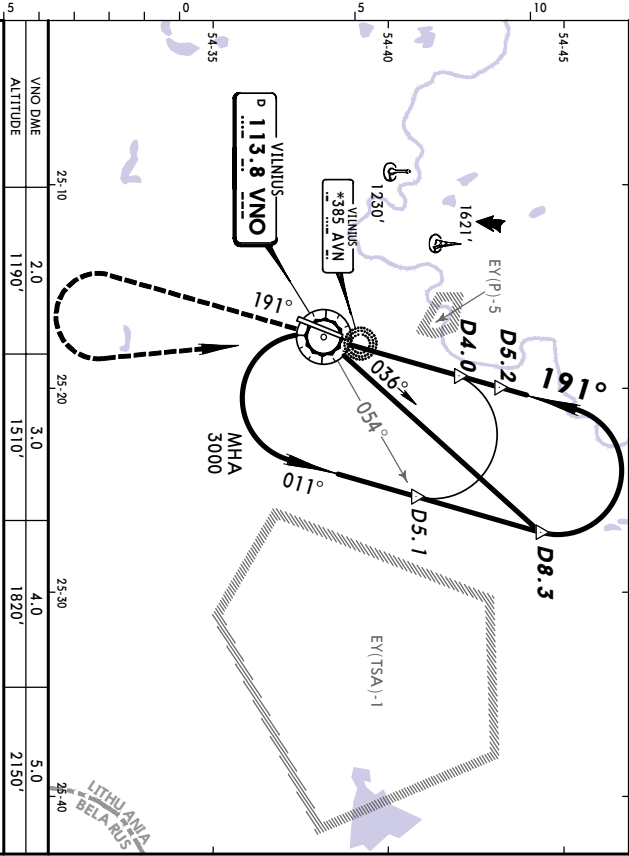 5
0
5
10
54-35
54-40
54-45
VNO DME
ALTITUDE
2.0
1190'
3.0
1510'
4.0
1820'
5.0
2150'
25-10
25-20
25-30
25-40
VILNIUS
D 113.8 VNO
VILNIUS
*385 AVN
1230'
1621'
EY(P)-5
D4.0
D5.2
191°
191°
036°
054°
MHA
3000
011°
D5.1
D8.3
EY(TSA)-1
LITHUANIA
BELARUS